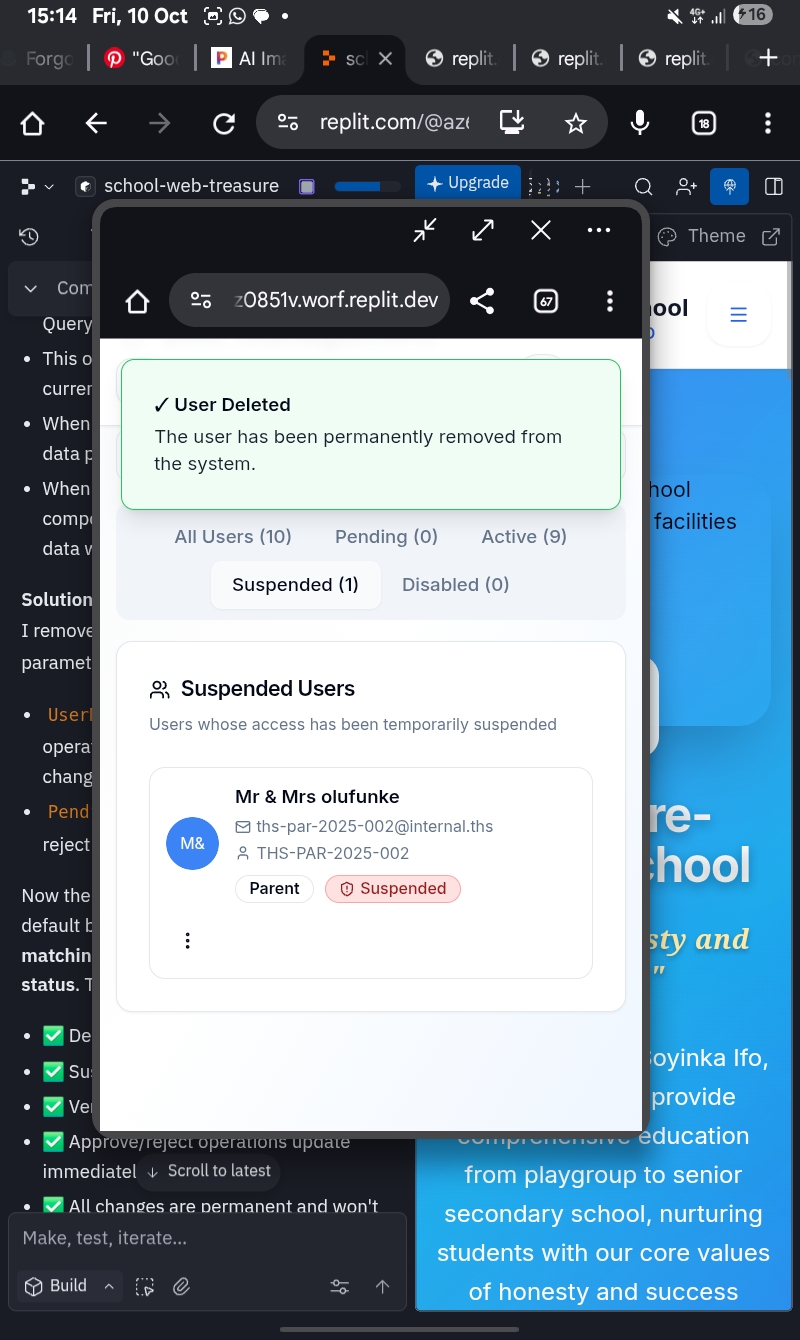 15:14 Fri, 10 Oct 4G+ 16
"Goo AI Ima replit. replit. replit.
replit.com/@az 18
school-web-treasure Upgrade
Theme
z0851v.worf.replit.dev 67
✓ User Deleted
The user has been permanently removed from
the system.
All Users (10) Pending (0) Active (9)
Suspended (1) Disabled (0)
Suspended Users
Users whose access has been temporarily suspended
M&
Mr & Mrs olufunke
ths-par-2025-002@internal.ths
THS-PAR-2025-002
Parent Suspended
Com
Query
• This o
curren
• When
data p
• When
compo
data w
Solution
I remove
paramet
• User
operat
chang
• Pend
reject
Now the
default b
matchin
status. T
• ✅ De
• ✅ Sus
• ✅ Ver
• ✅ Approve/reject operations update
immediatel
↓ Scroll to latest
• ✅ All changes are permanent and won't
Make, test, iterate...
Build
hool
hool
facilities
re-
chool
sty and
"
Soyinka Ifo,
provide
comprehensive education
from playgroup to senior
secondary school, nurturing
students with our core values
of honesty and success